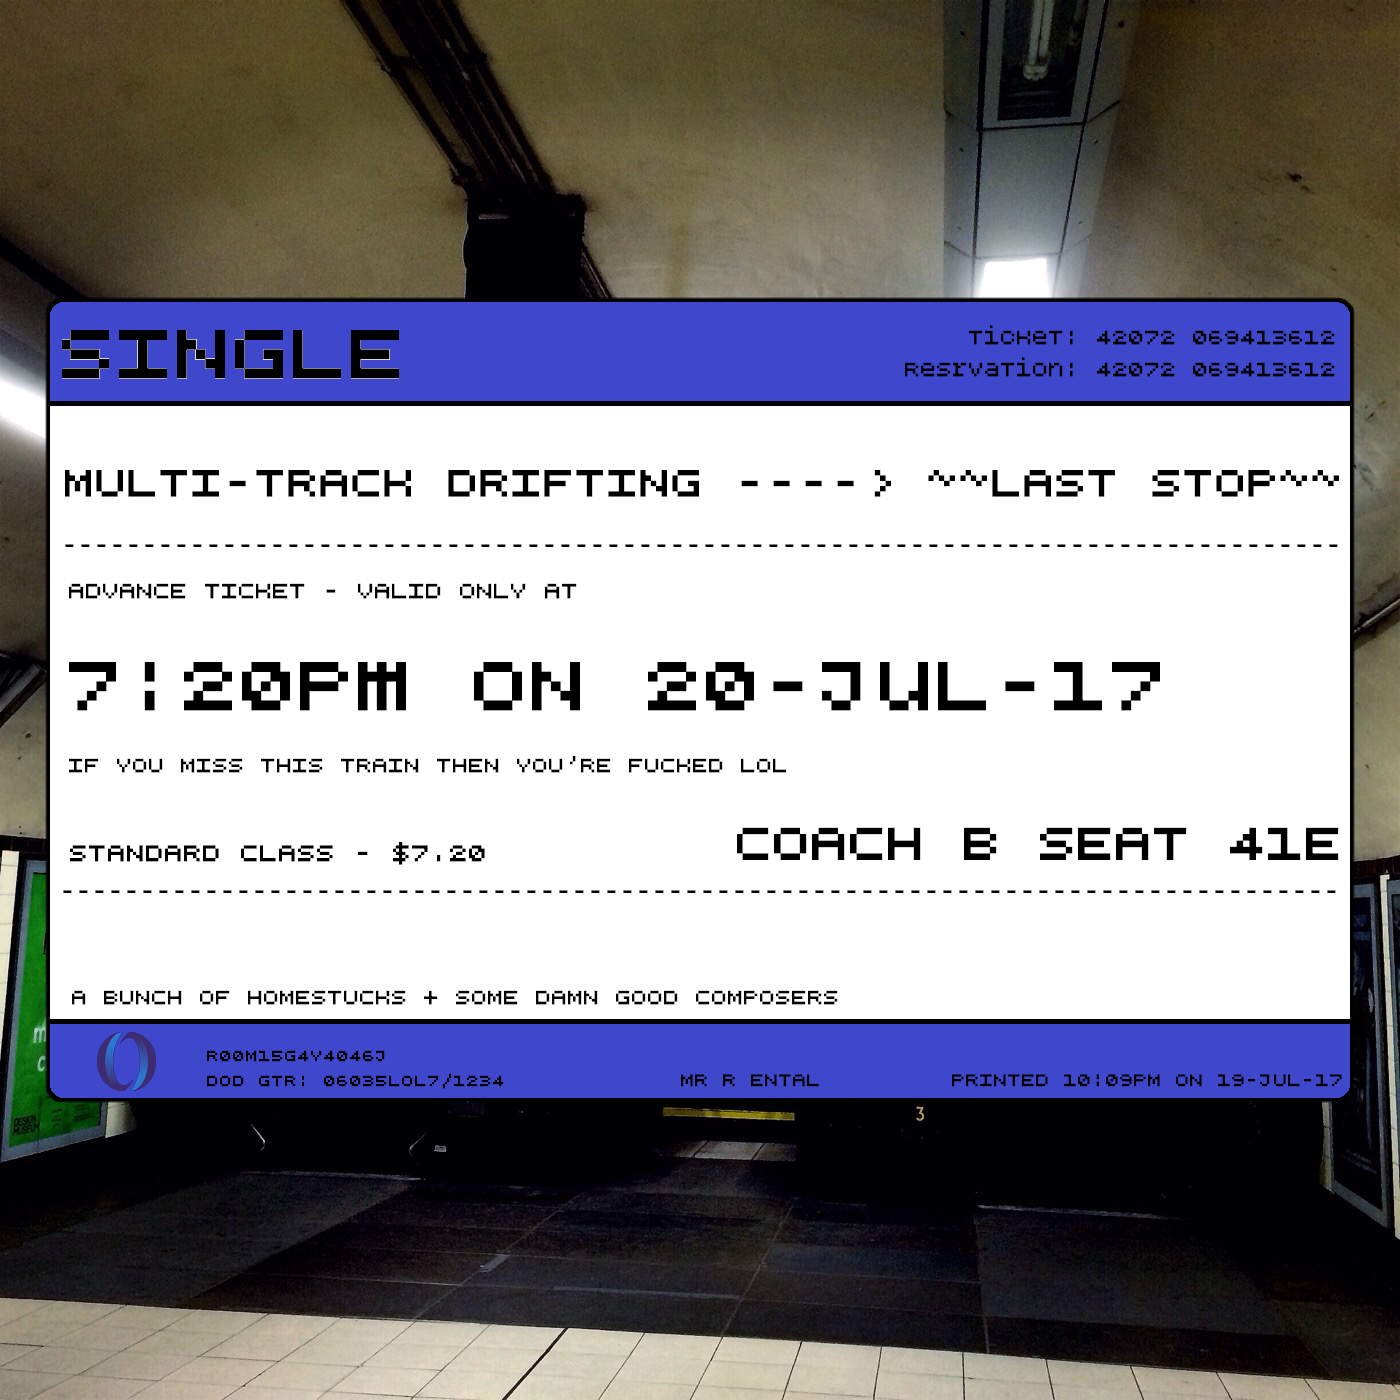 SINGLE
Ticket: 42072 069413612
Resrvation: 42072 069413612
MULTI-TRACK DRIFTING ----> ~~LAST STOP~~
ADVANCE TICKET - VALID ONLY AT
7:20PM ON 20-JUL-17
IF YOU MISS THIS TRAIN THEN YOU'RE FUCKED LOL
STANDARD CLASS - $7.20
COACH B SEAT 41E
A BUNCH OF HOMESTUCKS + SOME DAMN GOOD COMPOSERS
R00M15G4Y4046J
DOD GTR: 06035LOL7/1234
MR R ENTAL
PRINTED 10:09PM ON 19-JUL-17
3